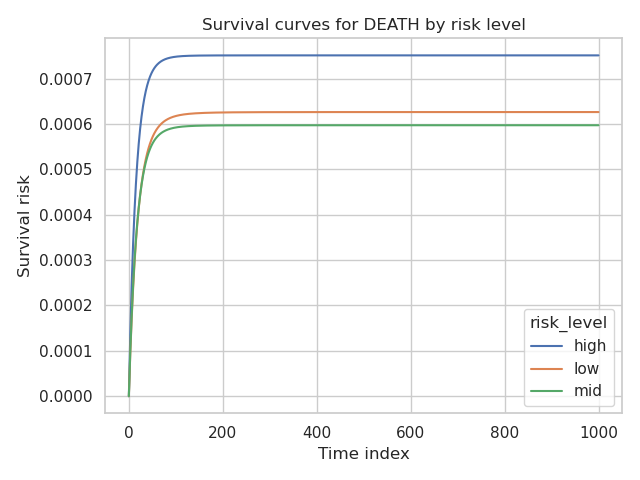 Survival curves for DEATH by risk level
Survival risk
0.0007
0.0006
0.0005
0.0004
0.0003
0.0002
0.0001
0.0000
risk_level
high
low
mid
0 200 400 600 800 1000
Time index